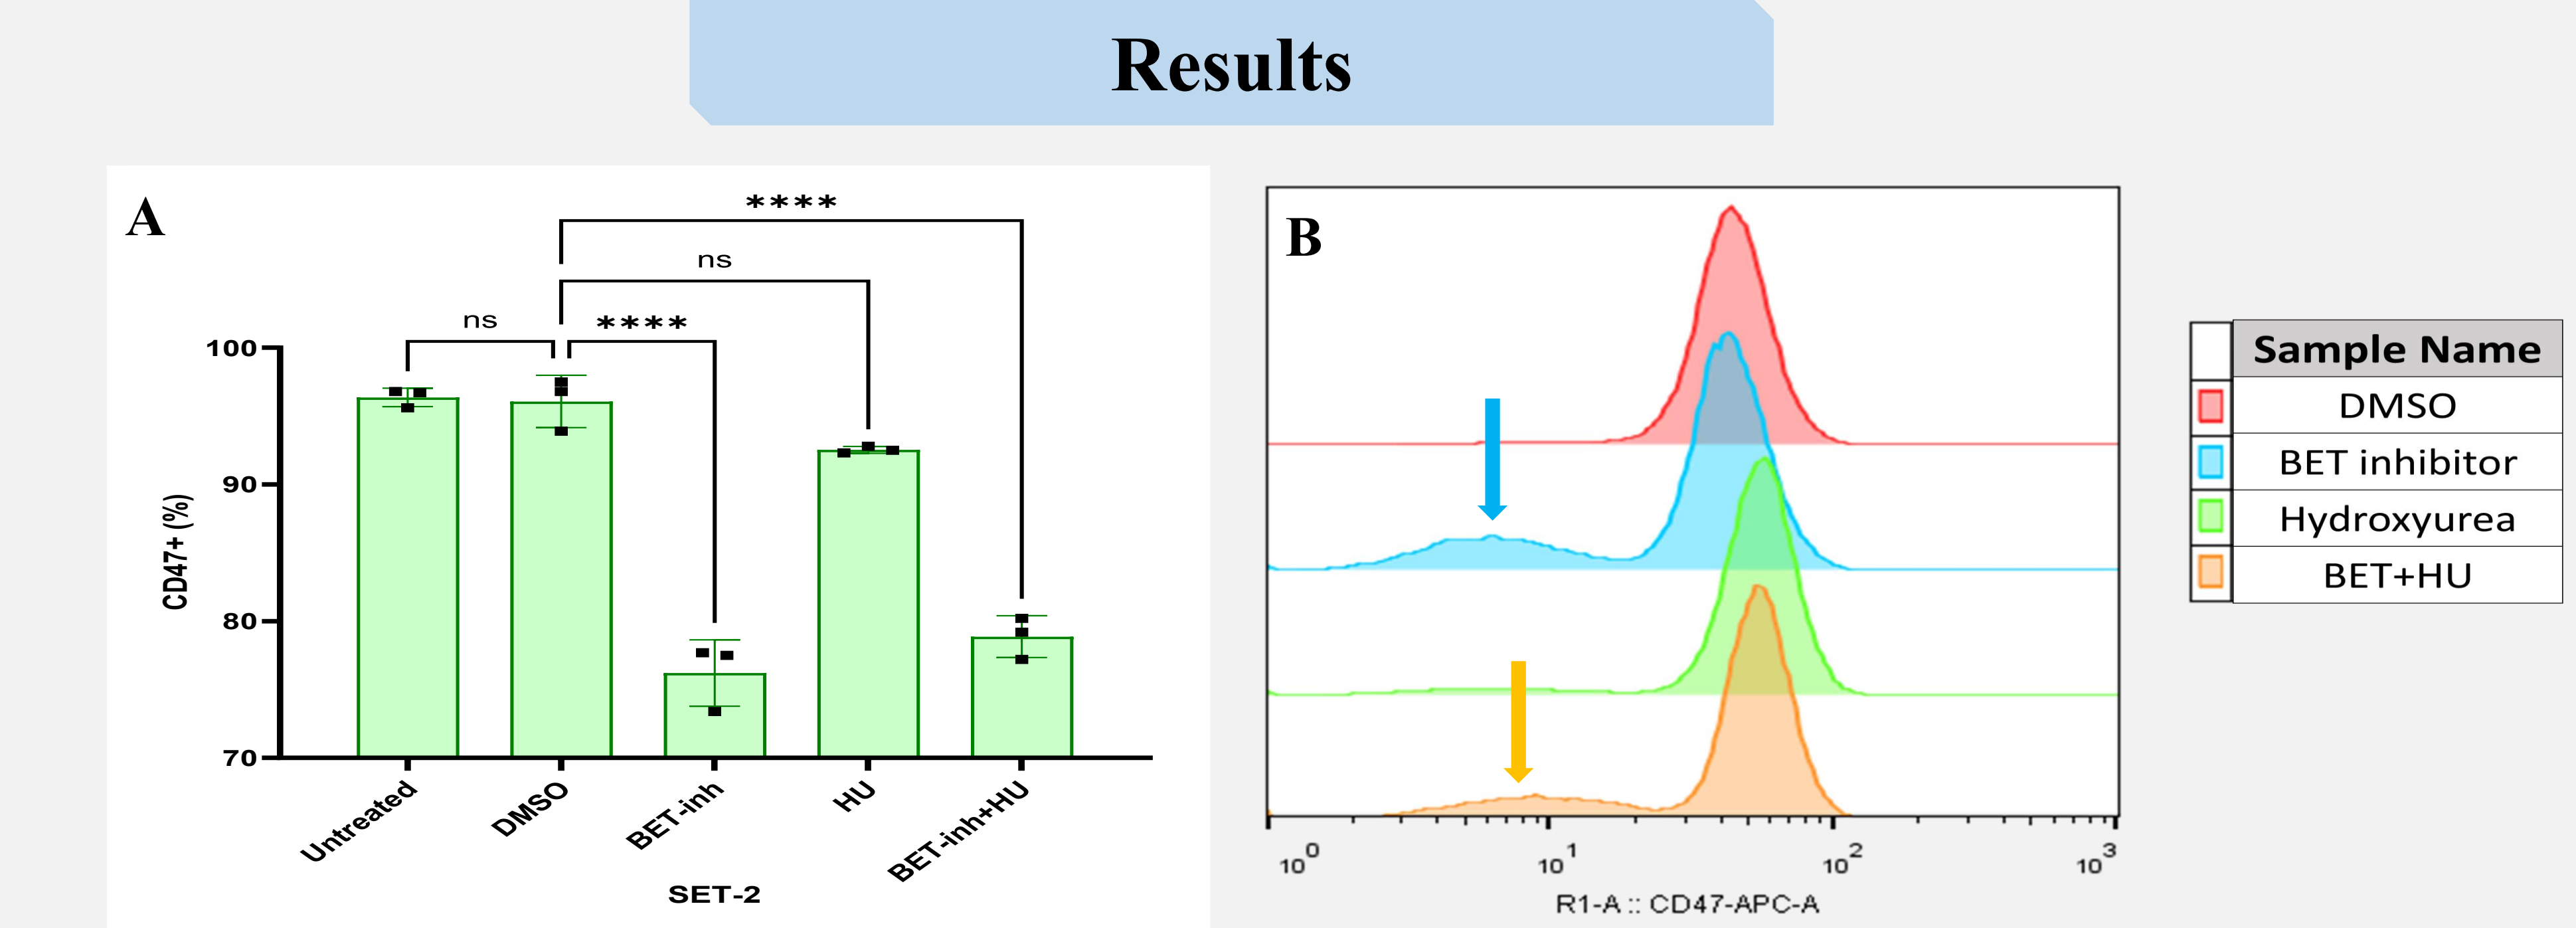 Results
A
****
ns
ns
****
100
90
80
70
CD47+ (%)
Untreated
DMSO
BET-inh
HU
BET-inh+HU
SET-2
B
10^0
10^1
10^2
10^3
R1-A :: CD47-APC-A
Sample Name
DMSO
BET inhibitor
Hydroxyurea
BET+HU